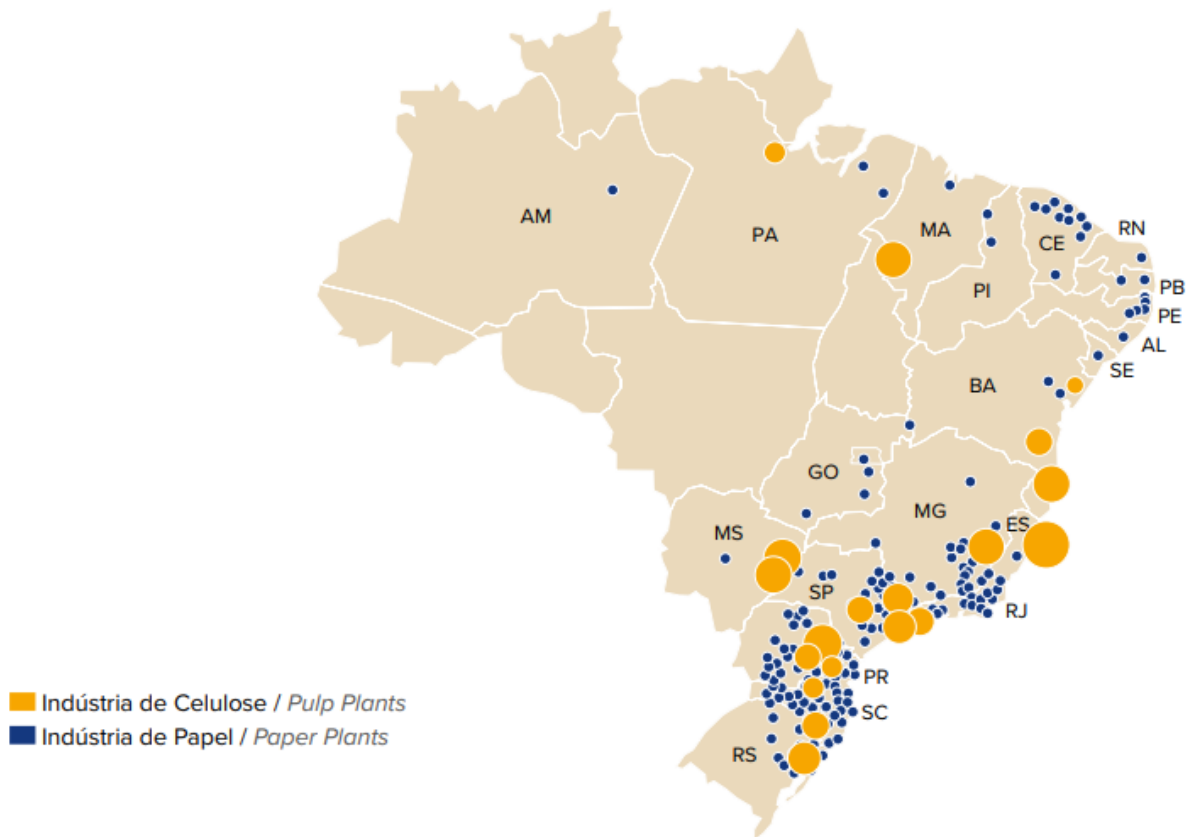 AM
PA
MA
CE
RN
PI
PB
PE
AL
SE
BA
GO
MG
ES
MS
SP
RJ
PR
SC
RS
Indústria de Celulose / Pulp Plants
Indústria de Papel / Paper Plants